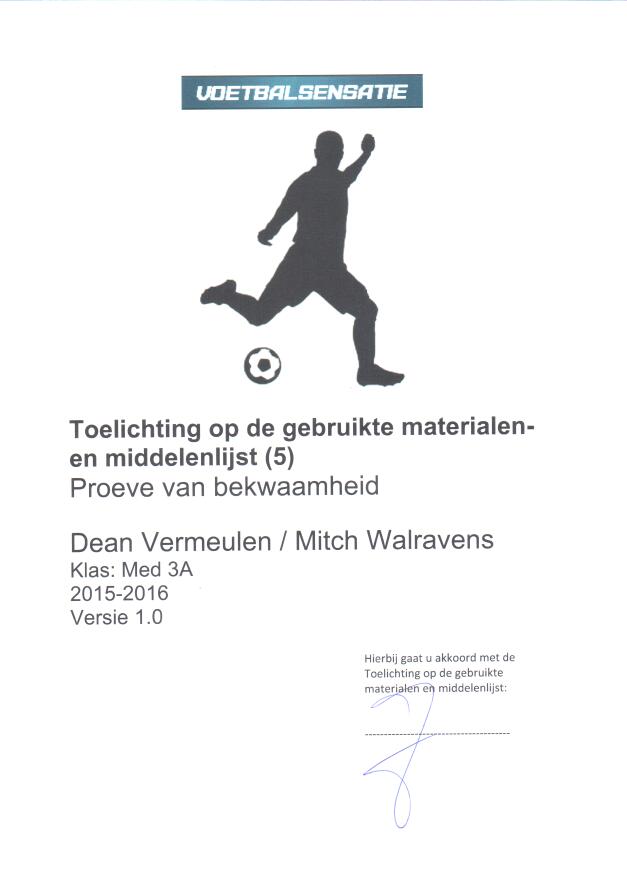 VOETBALSENSATIE
Toelichting op de gebruikte materialen-
en middelenlijst (5)
Proeve van bekwaamheid
Dean Vermeulen / Mitch Walravens
Klas: Med 3A
2015-2016
Versie 1.0
Hierbij gaat u akkoord met de
Toelichting op de gebruikte
materialen en middelenlijst: